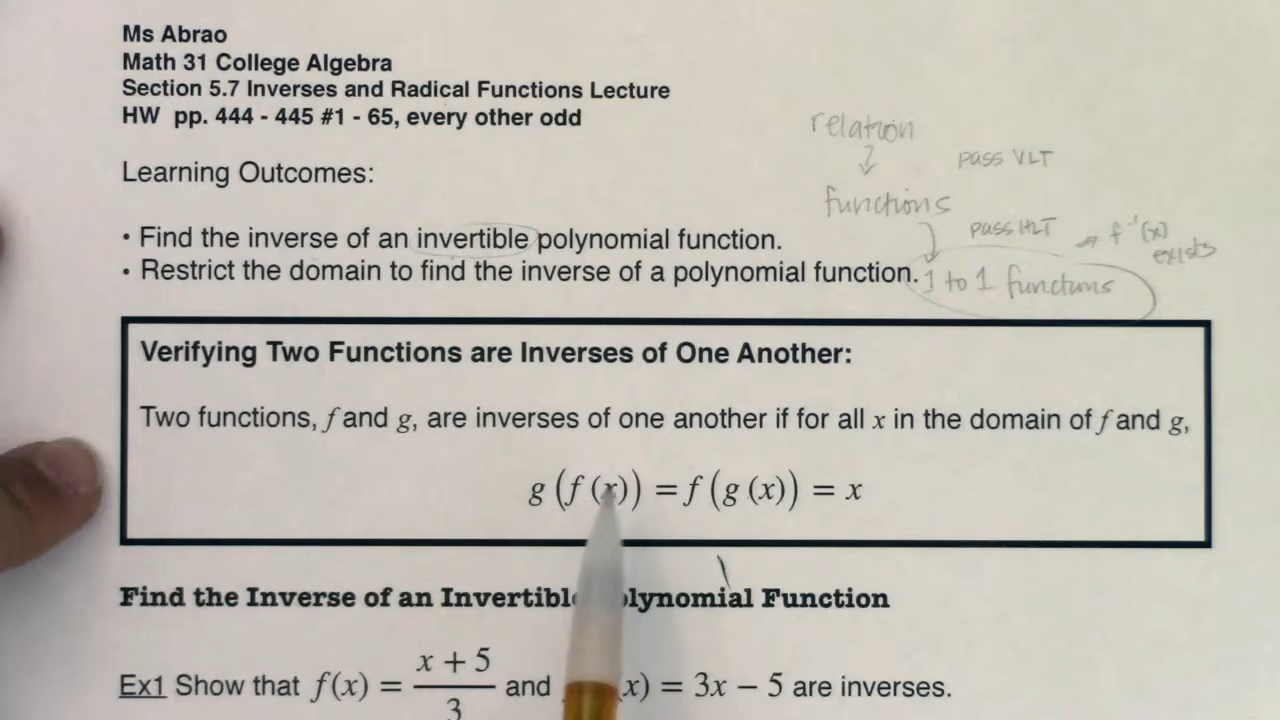 Ms Abrao
Math 31 College Algebra
Section 5.7 Inverses and Radical Functions Lecture
HW pp. 444 - 445 #1 - 65, every other odd
relation
pass VLT
Learning Outcomes:
functions
pass HLT → f⁻¹(x) exists
• Find the inverse of an invertible polynomial function.
• Restrict the domain to find the inverse of a polynomial function.
1 to 1 functions
Verifying Two Functions are Inverses of One Another:
Two functions, f and g, are inverses of one another if for all x in the domain of f and g,
g (f (x)) = f (g (x)) = x
Find the Inverse of an Function
Ex1 Show that f(x) = (x + 5)/3 and (x) = 3x − 5 are inverses.